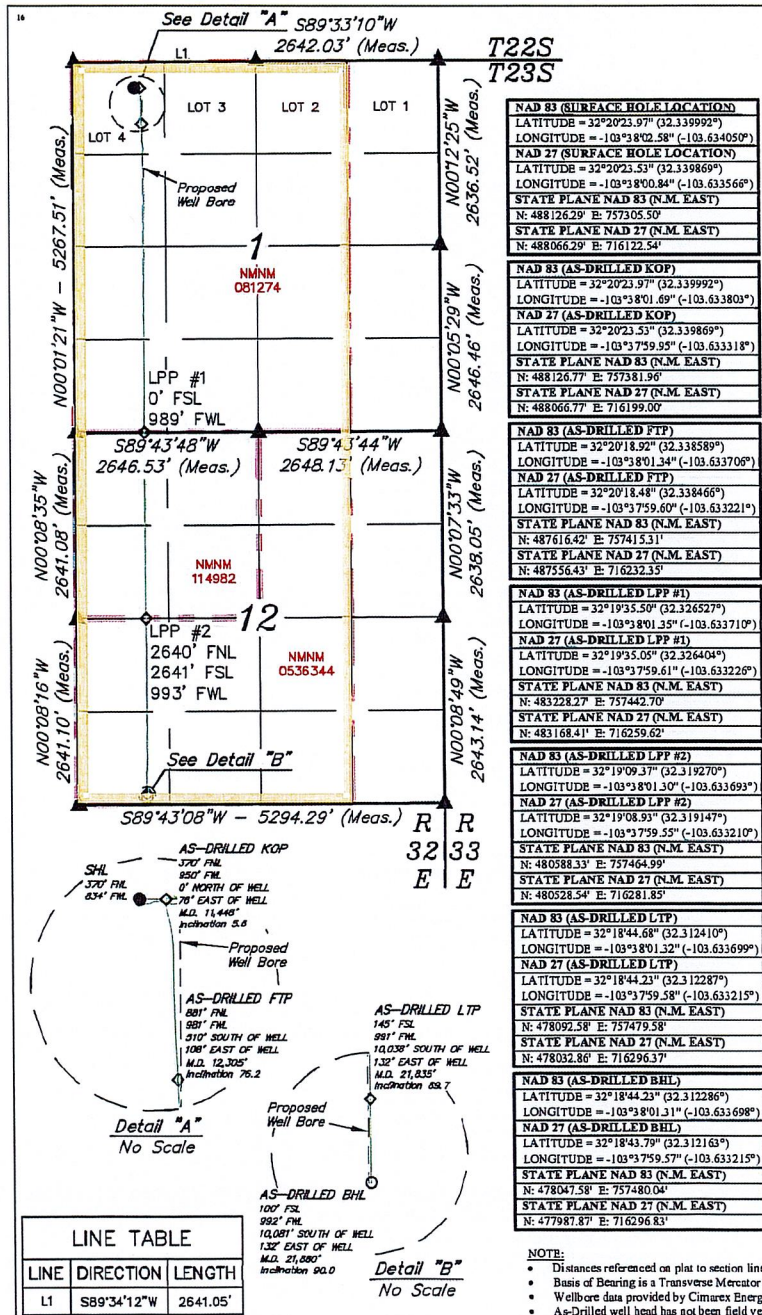 16
See Detail "A"
S89°33'10"W
2642.03' (Meas.)
L1
T22S
T23S
LOT 4
LOT 3
LOT 2
LOT 1
Proposed
Well Bore
N00°01'21"W - 5267.51' (Meas.)
N00°12'25"W
2636.52' (Meas.)
1
NMNM
081274
N00°05'29"W
2646.46' (Meas.)
LPP #1
0' FSL
989' FWL
S89°43'48"W
2646.53' (Meas.)
S89°43'44"W
2648.13' (Meas.)
N00°08'35"W
2641.08' (Meas.)
N00°07'33"W
2638.05' (Meas.)
NMNM
114982
12
LPP #2
2640' FNL
2641' FSL
993' FWL
NMNM
0536344
N00°08'16"W
2641.10' (Meas.)
N00°08'49"W
2643.14' (Meas.)
See Detail "B"
S89°43'08"W - 5294.29' (Meas.)
R R
32 33
E E
NAD 83 (SURFACE HOLE LOCATION)
LATITUDE = 32°20'23.97" (32.339992°)
LONGITUDE = -103°38'02.58" (-103.634050°)
NAD 27 (SURFACE HOLE LOCATION)
LATITUDE = 32°20'23.53" (32.339869°)
LONGITUDE = -103°38'00.84" (-103.633566°)
STATE PLANE NAD 83 (N.M. EAST)
N: 488126.29' E: 757305.50'
STATE PLANE NAD 27 (N.M. EAST)
N: 488066.29' E: 716122.54'
NAD 83 (AS-DRILLED KOP)
LATITUDE = 32°20'23.97" (32.339992°)
LONGITUDE = -103°38'01.69" (-103.633803°)
NAD 27 (AS-DRILLED KOP)
LATITUDE = 32°20'23.53" (32.339869°)
LONGITUDE = -103°37'59.95" (-103.633318°)
STATE PLANE NAD 83 (N.M. EAST)
N: 488126.77' E: 757381.96'
STATE PLANE NAD 27 (N.M. EAST)
N: 488066.77' E: 716199.00'
NAD 83 (AS-DRILLED FTP)
LATITUDE = 32°20'18.92" (32.338589°)
LONGITUDE = -103°38'01.34" (-103.633706°)
NAD 27 (AS-DRILLED FTP)
LATITUDE = 32°20'18.48" (32.338466°)
LONGITUDE = -103°37'59.60" (-103.633221°)
STATE PLANE NAD 83 (N.M. EAST)
N: 487616.42' E: 757415.31'
STATE PLANE NAD 27 (N.M. EAST)
N: 487556.43' E: 716232.35'
NAD 83 (AS-DRILLED LPP #1)
LATITUDE = 32°19'35.50" (32.326527°)
LONGITUDE = -103°38'01.35" (-103.633710°)
NAD 27 (AS-DRILLED LPP #1)
LATITUDE = 32°19'35.05" (32.326404°)
LONGITUDE = -103°37'59.61" (-103.633226°)
STATE PLANE NAD 83 (N.M. EAST)
N: 483228.27' E: 757442.70'
STATE PLANE NAD 27 (N.M. EAST)
N: 483168.41' E: 716259.62'
NAD 83 (AS-DRILLED LPP #2)
LATITUDE = 32°19'09.37" (32.319270°)
LONGITUDE = -103°38'01.30" (-103.633693°)
NAD 27 (AS-DRILLED LPP #2)
LATITUDE = 32°19'08.93" (32.319147°)
LONGITUDE = -103°37'59.55" (-103.633210°)
STATE PLANE NAD 83 (N.M. EAST)
N: 480588.33' E: 757464.99'
STATE PLANE NAD 27 (N.M. EAST)
N: 480528.54' E: 716281.85'
NAD 83 (AS-DRILLED LTP)
LATITUDE = 32°18'44.68" (32.312410°)
LONGITUDE = -103°38'01.32" (-103.633699°)
NAD 27 (AS-DRILLED LTP)
LATITUDE = 32°18'44.23" (32.312287°)
LONGITUDE = -103°37'59.58" (-103.633215°)
STATE PLANE NAD 83 (N.M. EAST)
N: 478092.58' E: 757479.58'
STATE PLANE NAD 27 (N.M. EAST)
N: 478032.86' E: 716296.37'
NAD 83 (AS-DRILLED BHL)
LATITUDE = 32°18'44.23" (32.312286°)
LONGITUDE = -103°38'01.31" (-103.633698°)
NAD 27 (AS-DRILLED BHL)
LATITUDE = 32°18'43.79" (32.312163°)
LONGITUDE = -103°37'59.57" (-103.633215°)
STATE PLANE NAD 83 (N.M. EAST)
N: 478047.58' E: 757480.04'
STATE PLANE NAD 27 (N.M. EAST)
N: 477987.87' E: 716296.83'
SHL
370' FNL
834' FWL
AS-DRILLED KOP
370' FNL
950' FWL
0' NORTH OF WELL
76' EAST OF WELL
M.D. 11,446'
Inclination 5.6
Proposed
Well Bore
AS-DRILLED FTP
881' FNL
981' FWL
510' SOUTH OF WELL
108' EAST OF WELL
M.D. 12,305'
Inclination 76.2
Detail "A"
No Scale
AS-DRILLED LTP
145' FSL
991' FWL
10,038' SOUTH OF WELL
132' EAST OF WELL
M.D. 21,835'
Inclination 89.7
Proposed
Well Bore
AS-DRILLED BHL
100' FSL
992' FWL
10,081' SOUTH OF WELL
132' EAST OF WELL
M.D. 21,880'
Inclination 90.0
Detail "B"
No Scale
LINE TABLE
LINE DIRECTION LENGTH
L1 S89°34'12"W 2641.05'
NOTE:
• Distances referenced on plat to section line
• Basis of Bearing is a Transverse Mercator
• Wellbore data provided by Cimarex Energ
• As-Drilled well head has not been field ve